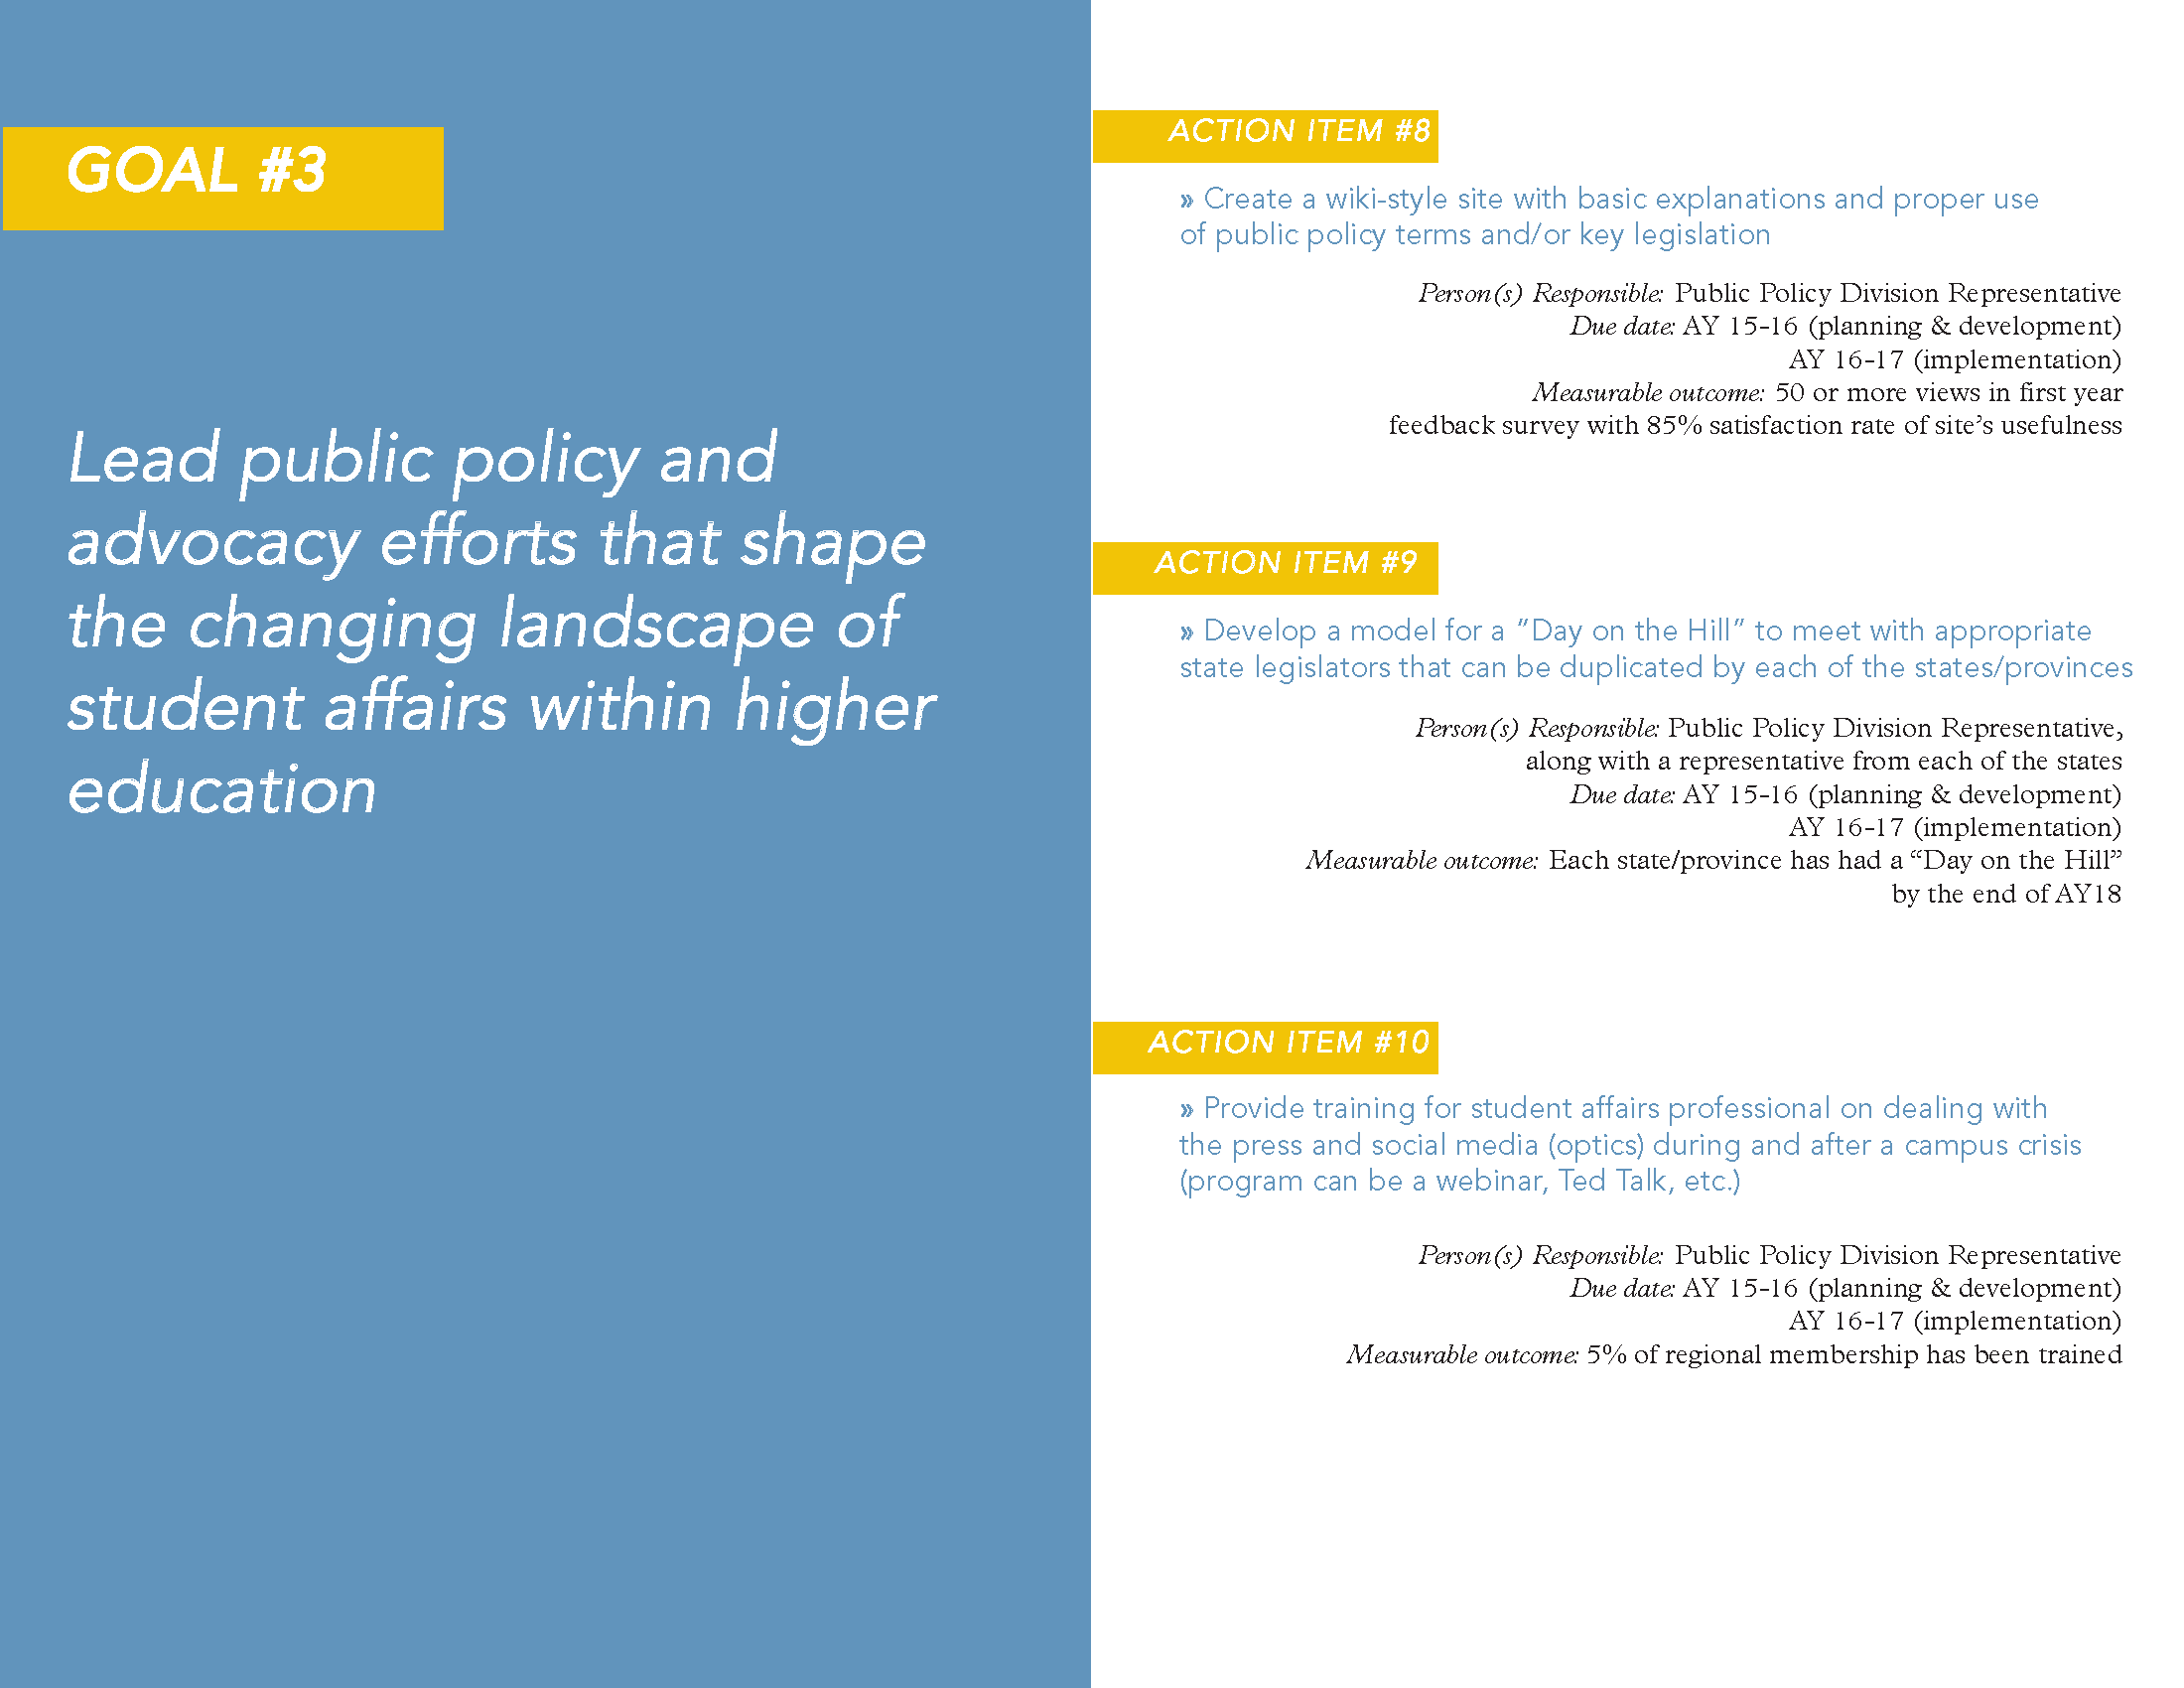 GOAL #3
Lead public policy and
advocacy efforts that shape
the changing landscape of
student affairs within higher
education
ACTION ITEM #8
» Create a wiki-style site with basic explanations and proper use
of public policy terms and/or key legislation
Person(s) Responsible: Public Policy Division Representative
Due date: AY 15-16 (planning & development)
AY 16-17 (implementation)
Measurable outcome: 50 or more views in first year
feedback survey with 85% satisfaction rate of site’s usefulness
ACTION ITEM #9
» Develop a model for a “Day on the Hill” to meet with appropriate
state legislators that can be duplicated by each of the states/provinces
Person(s) Responsible: Public Policy Division Representative,
along with a representative from each of the states
Due date: AY 15-16 (planning & development)
AY 16-17 (implementation)
Measurable outcome: Each state/province has had a “Day on the Hill”
by the end of AY18
ACTION ITEM #10
» Provide training for student affairs professional on dealing with
the press and social media (optics) during and after a campus crisis
(program can be a webinar, Ted Talk, etc.)
Person(s) Responsible: Public Policy Division Representative
Due date: AY 15-16 (planning & development)
AY 16-17 (implementation)
Measurable outcome: 5% of regional membership has been trained